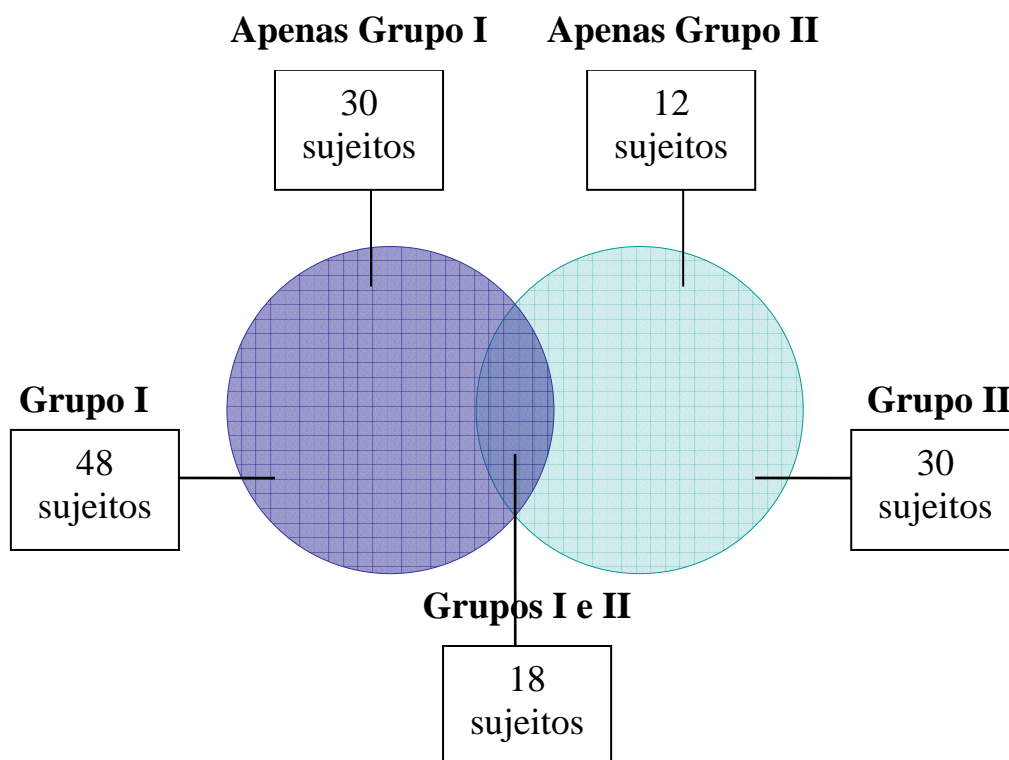 Apenas Grupo I
Apenas Grupo II
30
sujeitos
12
sujeitos
Grupo I
48
sujeitos
Grupo II
30
sujeitos
Grupos I e II
18
sujeitos